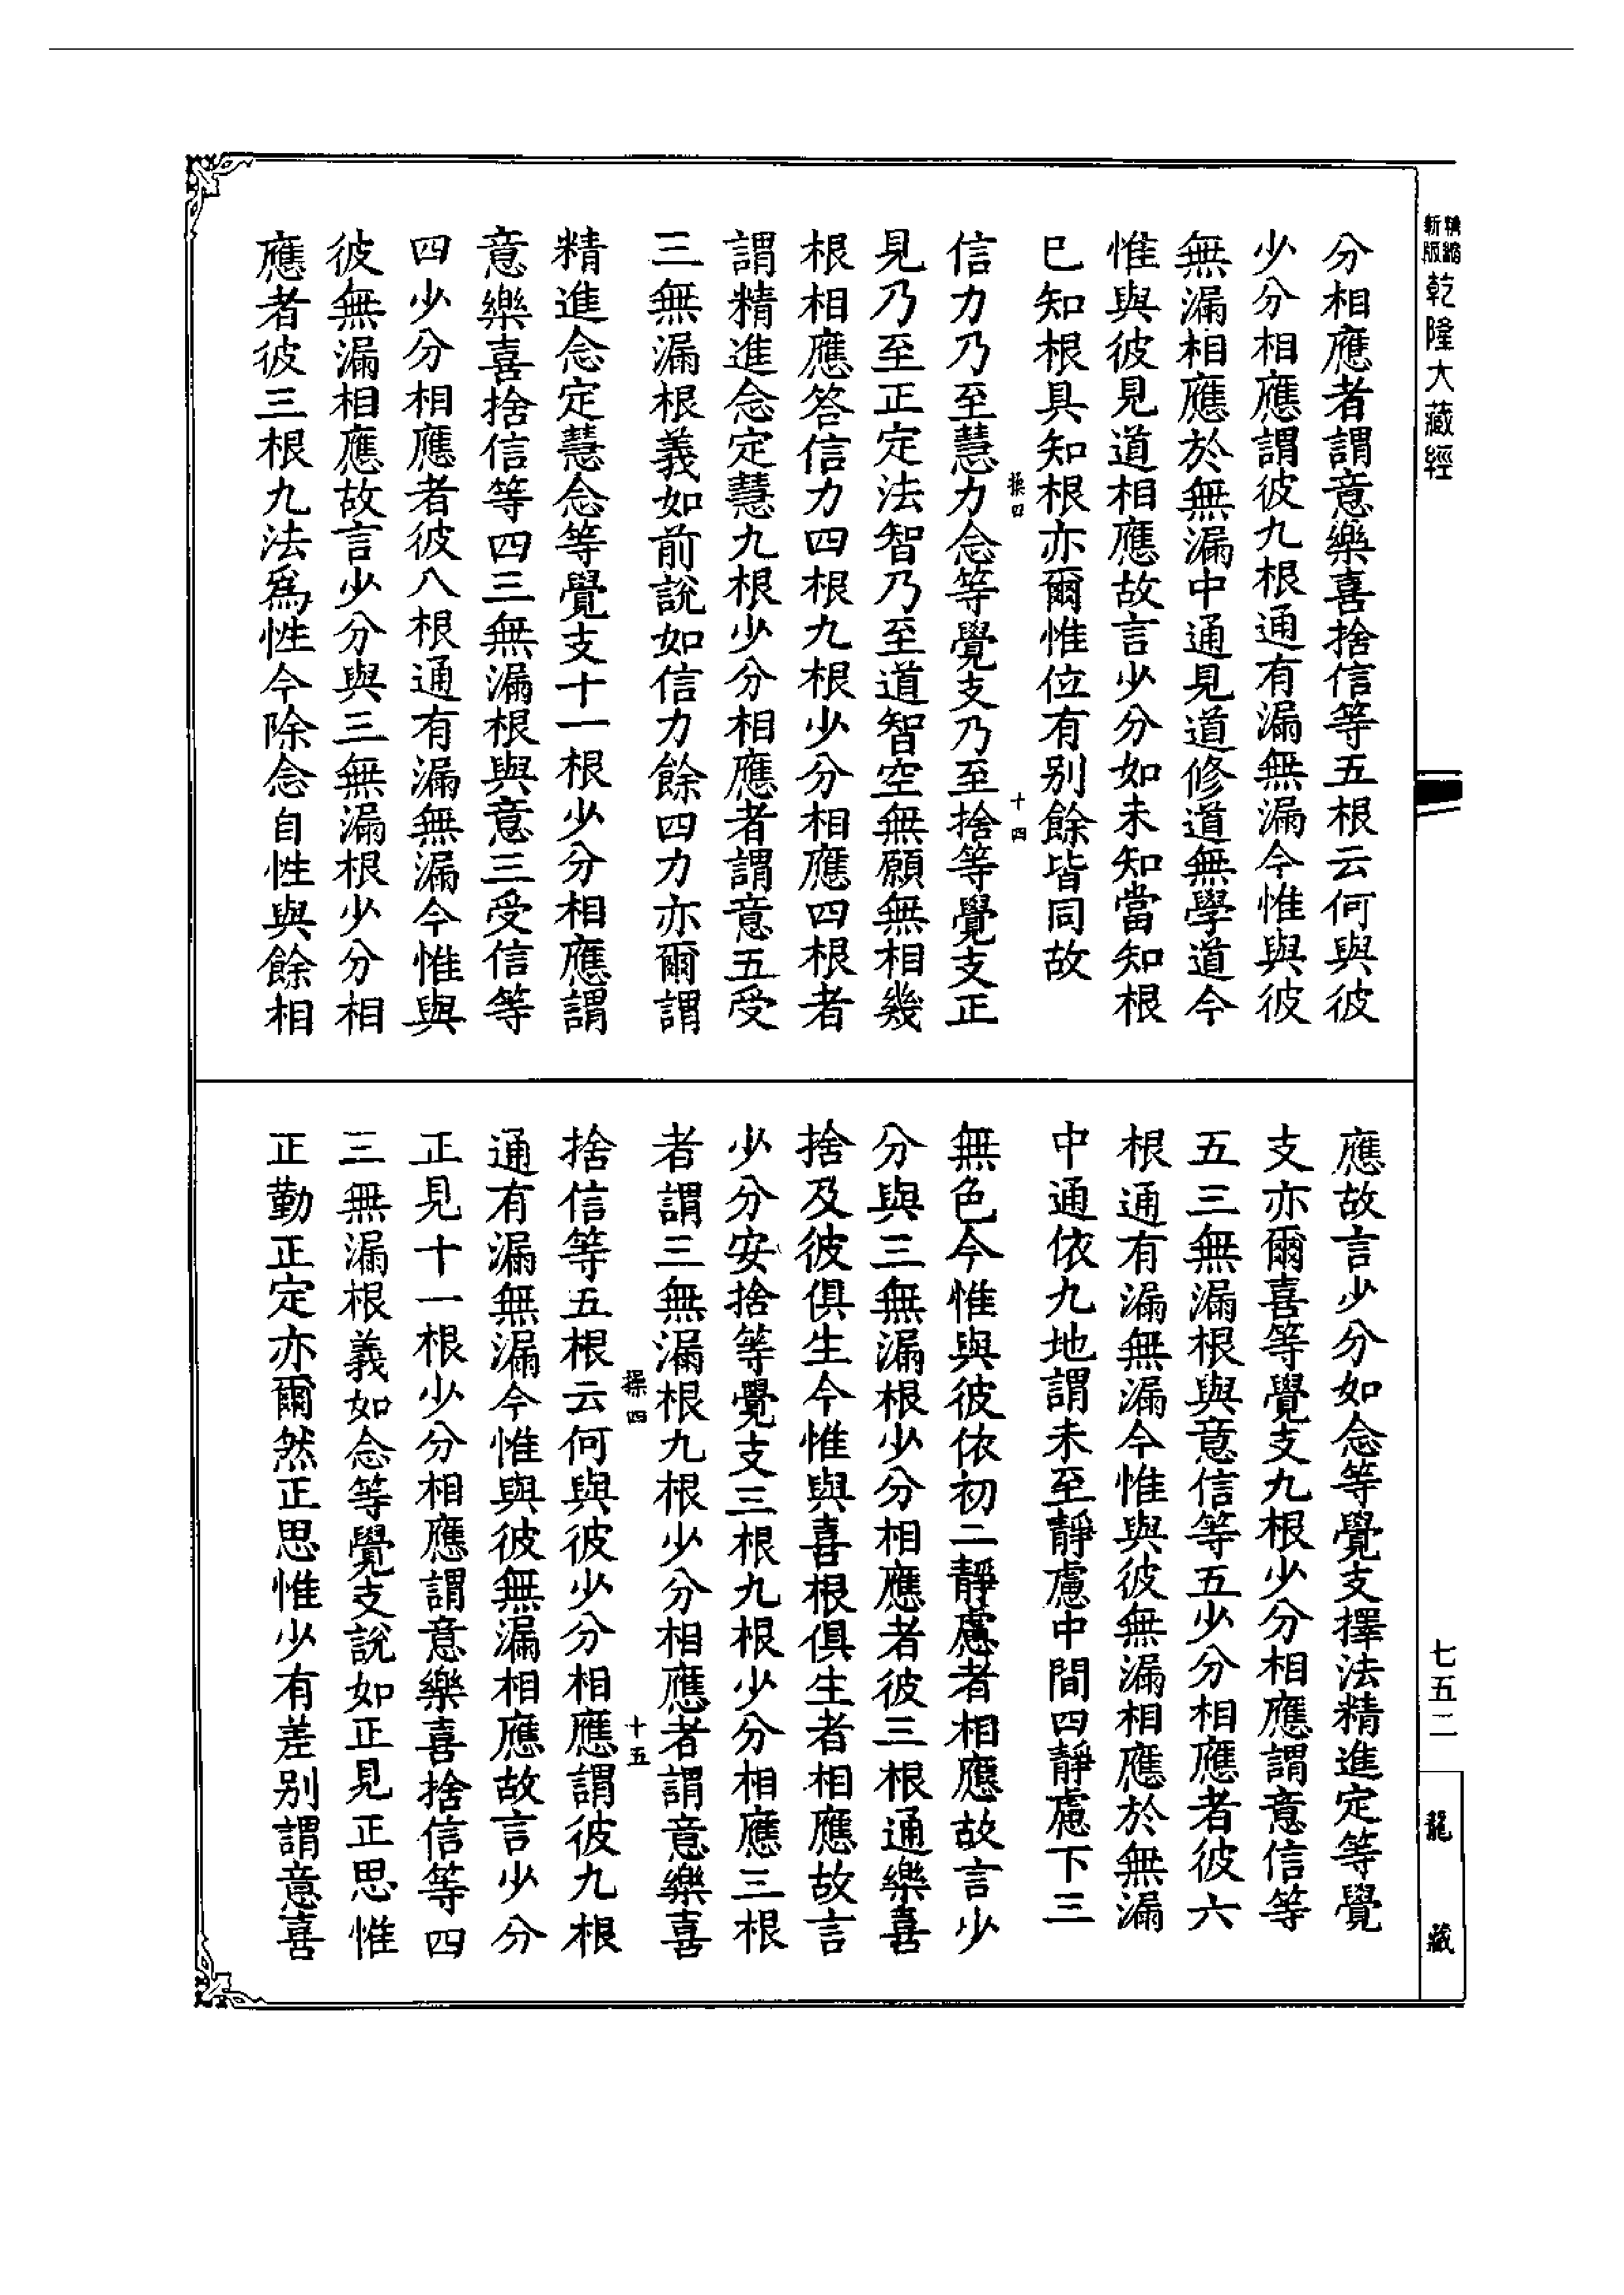 分相應者謂意樂喜捨信等五根云何與彼
少分相應謂彼九根通有漏無漏今惟與彼
無漏相應於無漏中通見道修道無學道今
惟與彼見道相應故言少分如未知當知根
巳知根具知根亦爾惟位有別餘皆同故
信力乃至慧力念等覺支乃至捨等覺支正
見乃至正定法智乃至道智空無願無相幾
根相應答信力四根九根少分相應四根者
謂精進念定慧九根少分相應者謂意五受
三無漏根義如前說如信力餘四力亦爾謂
精進念定慧念等覺支十一根少分相應謂
意樂喜捨信等四三無漏根與意三受信等
四少分相應者彼八根通有漏無漏今惟與
彼無漏相應故言少分與三無漏根少分相
應者彼三根九法為性今除念自性與餘相
十四
應故言少分如念等覺支擇法精進定等覺
支亦爾喜等覺支九根少分相應謂意信等
五三無漏根與意信等五少分相應者彼六
根通有漏無漏今惟與彼無漏相應於無漏
中通依九地謂未至靜慮中間四靜慮下三
無色今惟與彼依初二靜慮者相應故言少
分與三無漏根少分相應者彼三根通樂喜
捨及彼俱生今惟與喜根俱生者相應故言
少分安捨等覺支三根九根少分相應三根
者謂三無漏根九根少分相應者謂意樂喜
捨信等五根云何與彼少分相應謂彼九根
通有漏無漏今惟與彼無漏相應故言少分
正見十一根少分相應謂意樂喜捨信等四
三無漏根義如念等覺支說如正見正思惟
正勤正定亦爾然正思惟少有差別謂意喜
操四
十五
新版
精縮
乾隆大藏經
七五二
龍藏